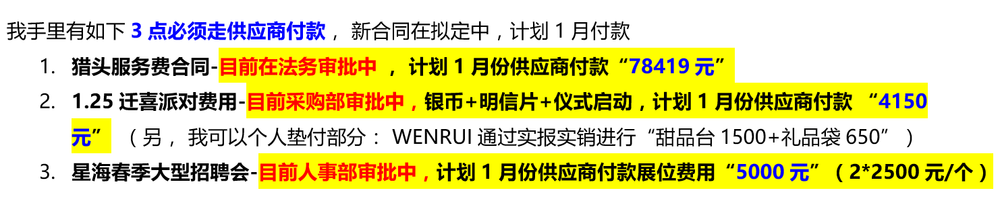 我手里有如下 3 点必须走供应商付款， 新合同在拟定中，计划 1 月付款
1. 猎头服务费合同-目前在法务审批中 ， 计划 1 月份供应商付款“78419 元”
2. 1.25 迁喜派对费用-目前采购部审批中，银币+明信片+仪式启动，计划 1 月份供应商付款 “4150
元” （另， 我可以个人垫付部分： WENRUI 通过实报实销进行“甜品台 1500+礼品袋 650” ）
3. 星海春季大型招聘会-目前人事部审批中，计划 1 月份供应商付款展位费用“5000 元”（2*2500 元/个）